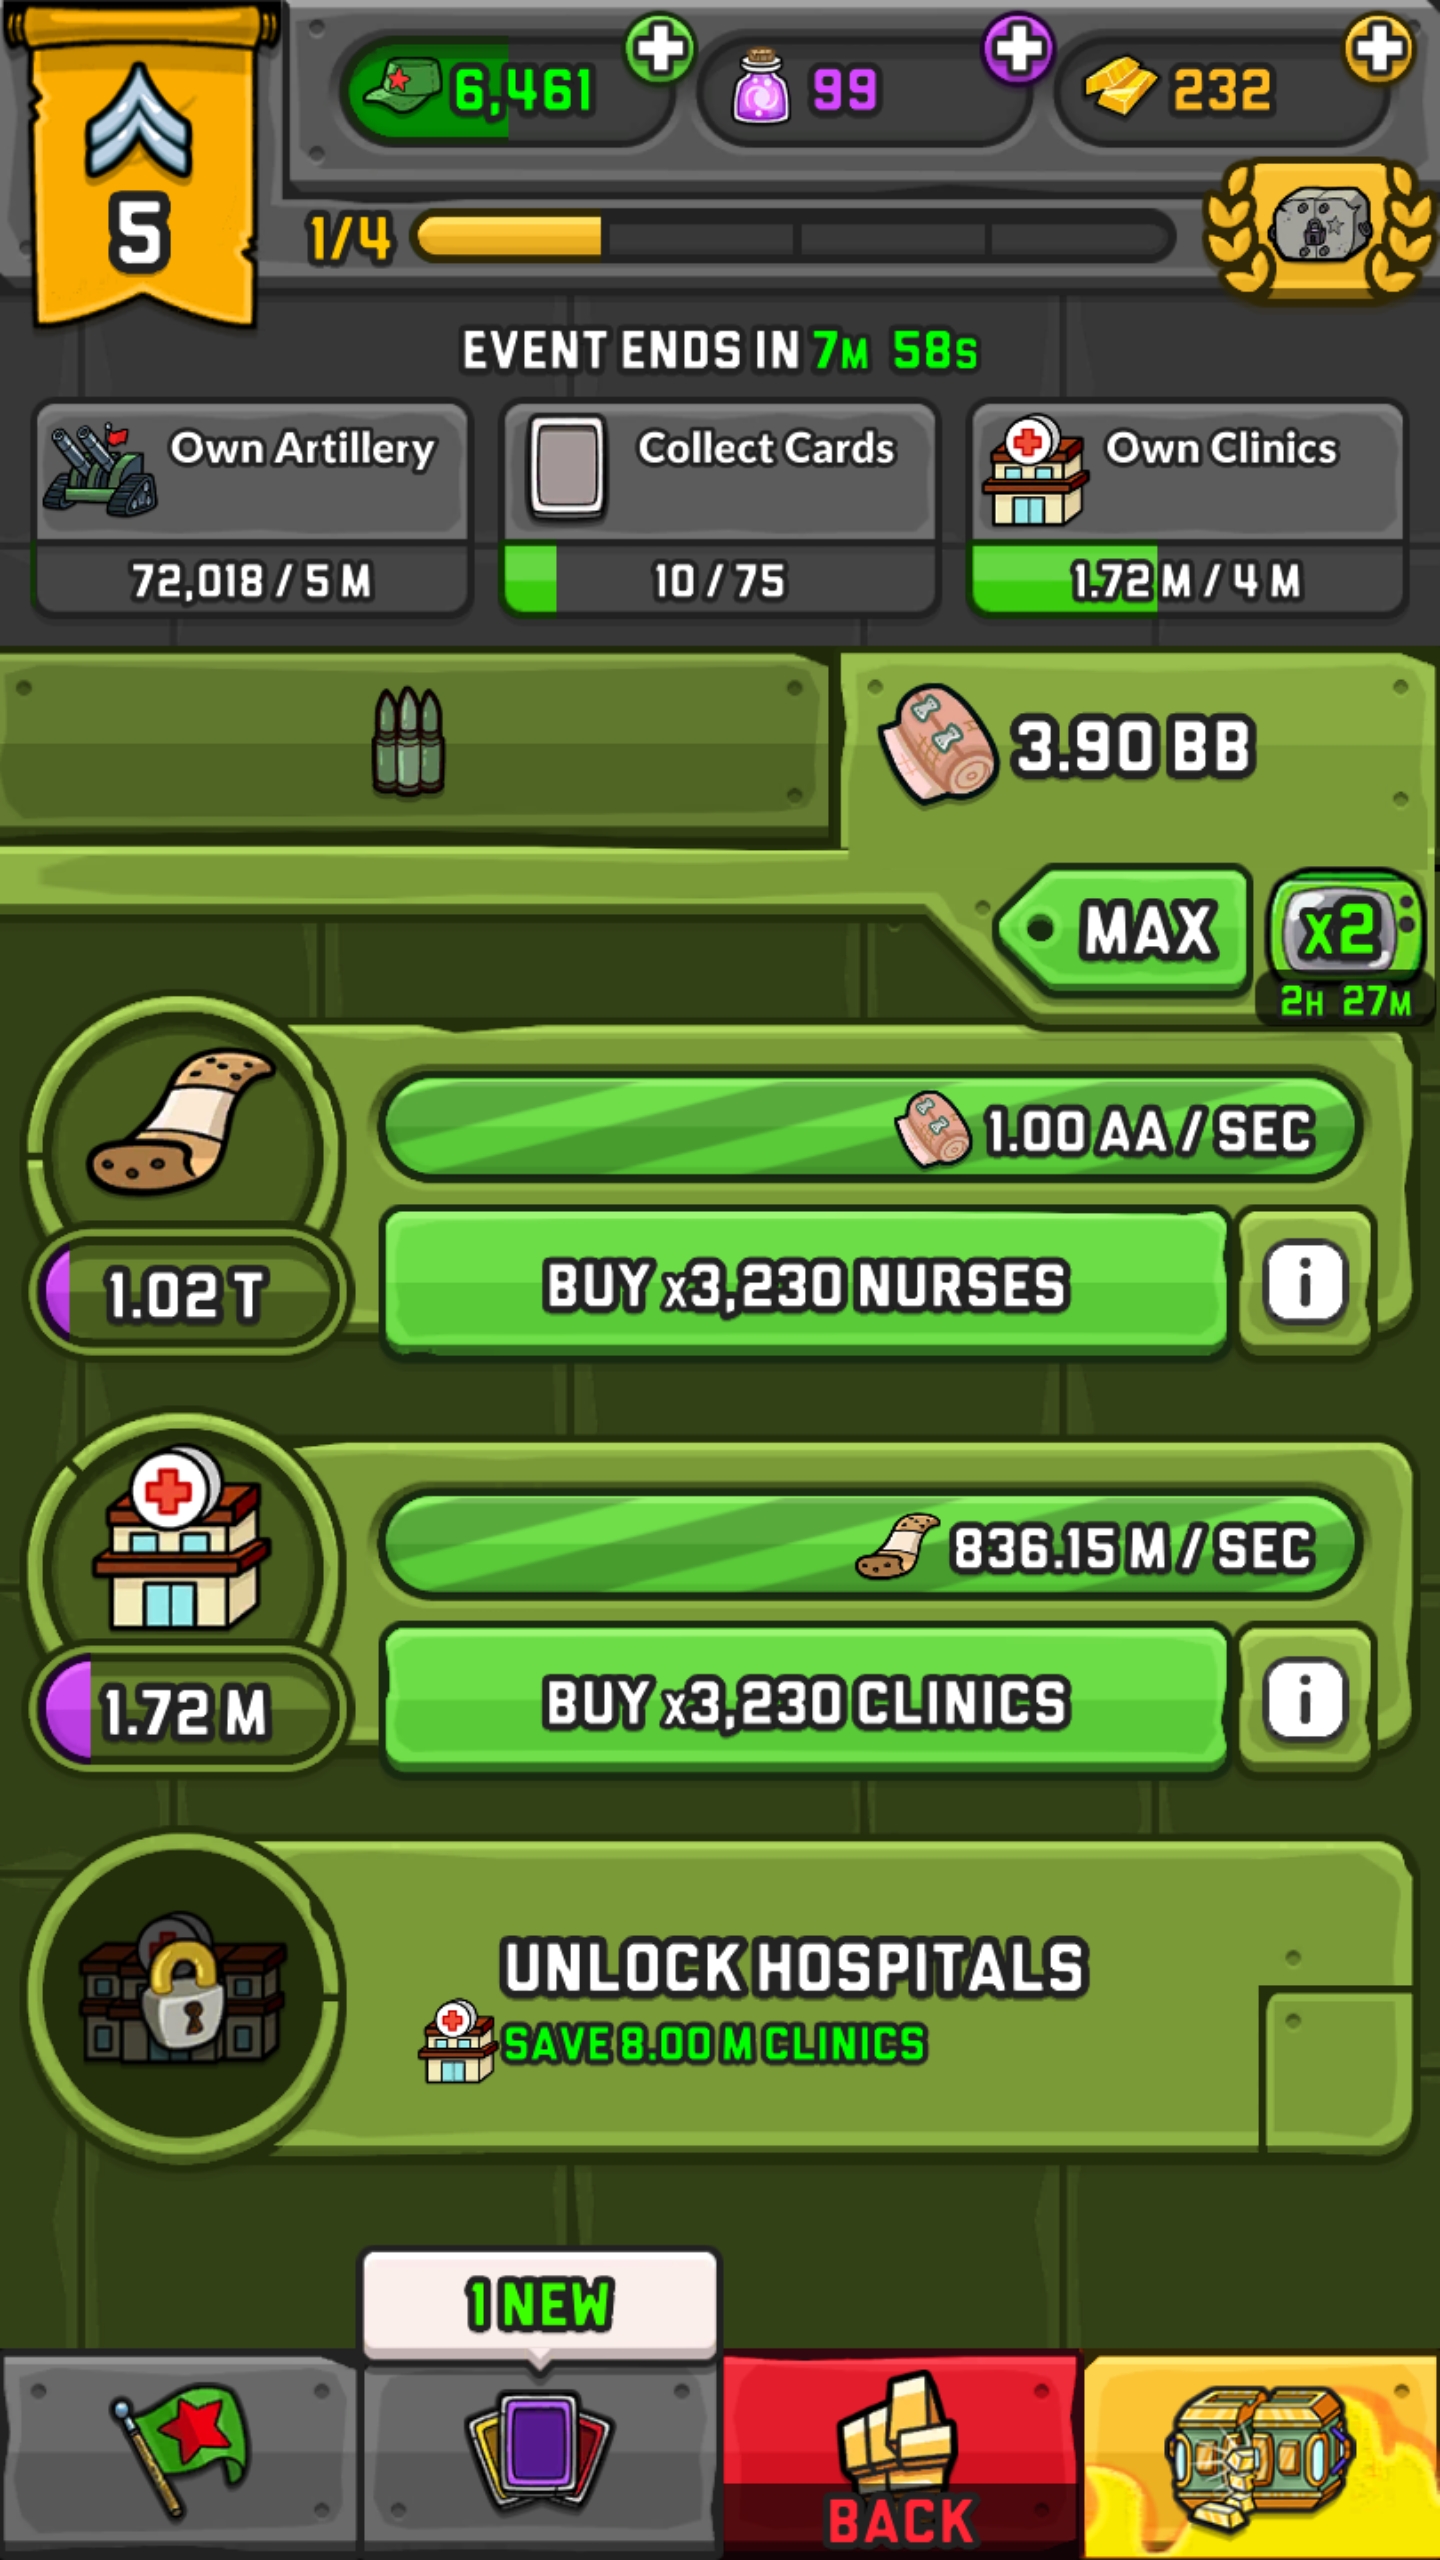 6,461
99
232
5
1/4
EVENT ENDS IN 7M 58S
Own Artillery
72,018 / 5 M
Collect Cards
10 / 75
Own Clinics
1.72 M / 4 M
3.90 BB
MAX
x2
2H 27M
1.00 AA / SEC
1.02 T
BUY x3,230 NURSES
i
836.15 M / SEC
1.72 M
BUY x3,230 CLINICS
i
UNLOCK HOSPITALS
SAVE 8.00 M CLINICS
1 NEW
BACK